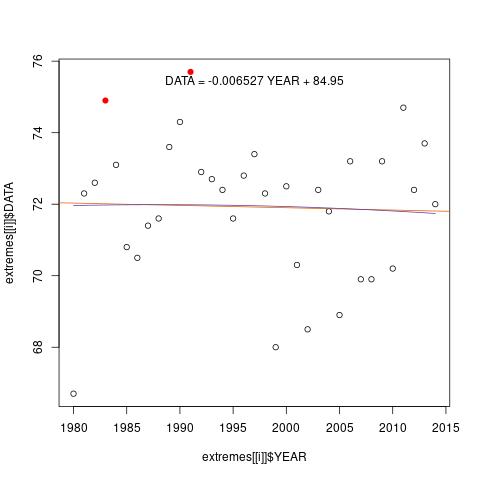 DATA = -0.006527 YEAR + 84.95
76
74
72
70
68
extremes[[i]]$DATA
1980 1985 1990 1995 2000 2005 2010 2015
extremes[[i]]$YEAR